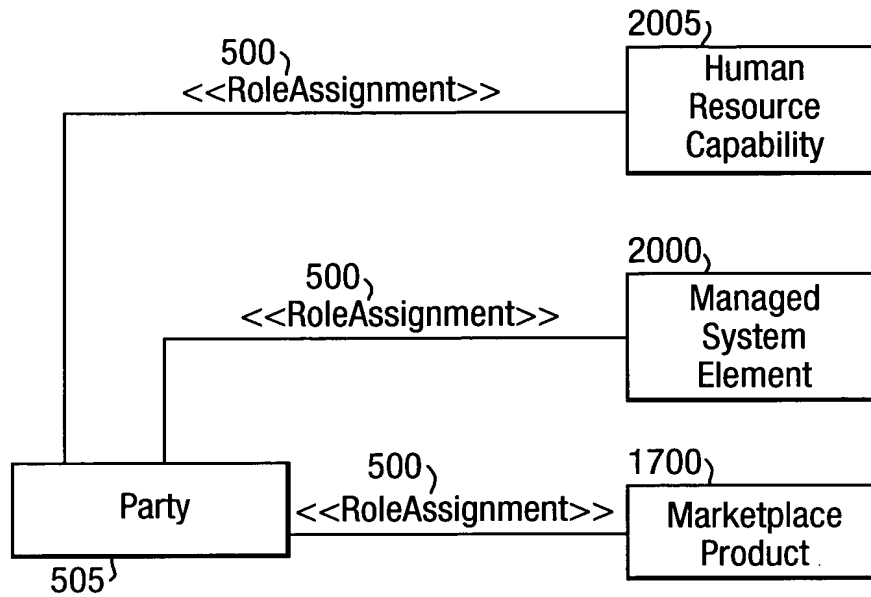 500
<<RoleAssignment>>
2005
Human
Resource
Capability
500
<<RoleAssignment>>
2000
Managed
System
Element
Party
505
500
<<RoleAssignment>>
1700
Marketplace
Product